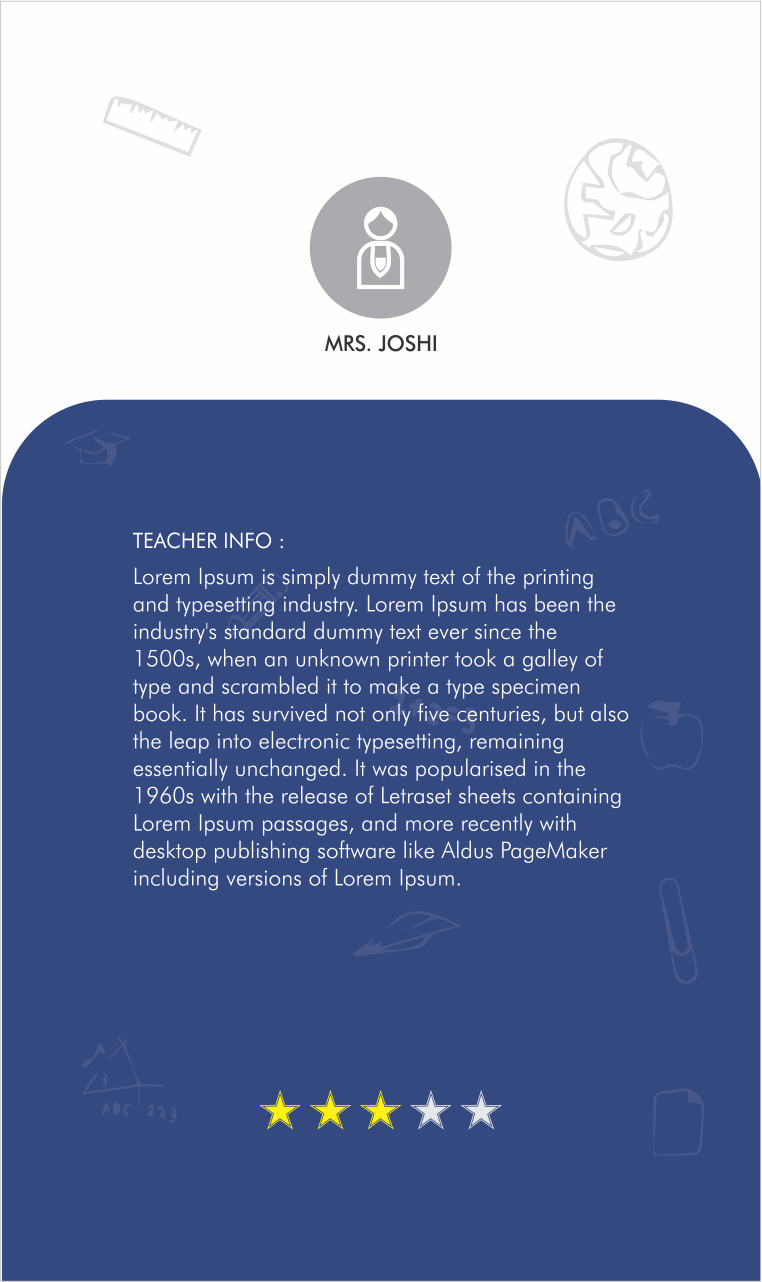 MRS. JOSHI
TEACHER INFO :
Lorem Ipsum is simply dummy text of the printing
and typesetting industry. Lorem Ipsum has been the
industry's standard dummy text ever since the
1500s, when an unknown printer took a galley of
type and scrambled it to make a type specimen
book. It has survived not only five centuries, but also
the leap into electronic typesetting, remaining
essentially unchanged. It was popularised in the
1960s with the release of Letraset sheets containing
Lorem Ipsum passages, and more recently with
desktop publishing software like Aldus PageMaker
including versions of Lorem Ipsum.
ABC
ABC 123